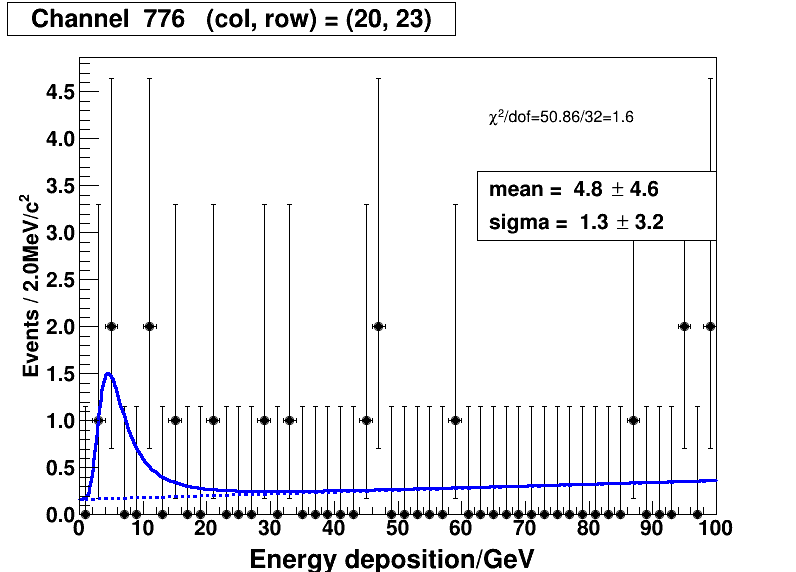 Channel 776 (col, row) = (20, 23)
χ²/dof=50.86/32=1.6
mean = 4.8 ± 4.6
sigma = 1.3 ± 3.2
Events / 2.0MeV/c²
4.5
4.0
3.5
3.0
2.5
2.0
1.5
1.0
0.5
0.0
0 10 20 30 40 50 60 70 80 90 100
Energy deposition/GeV